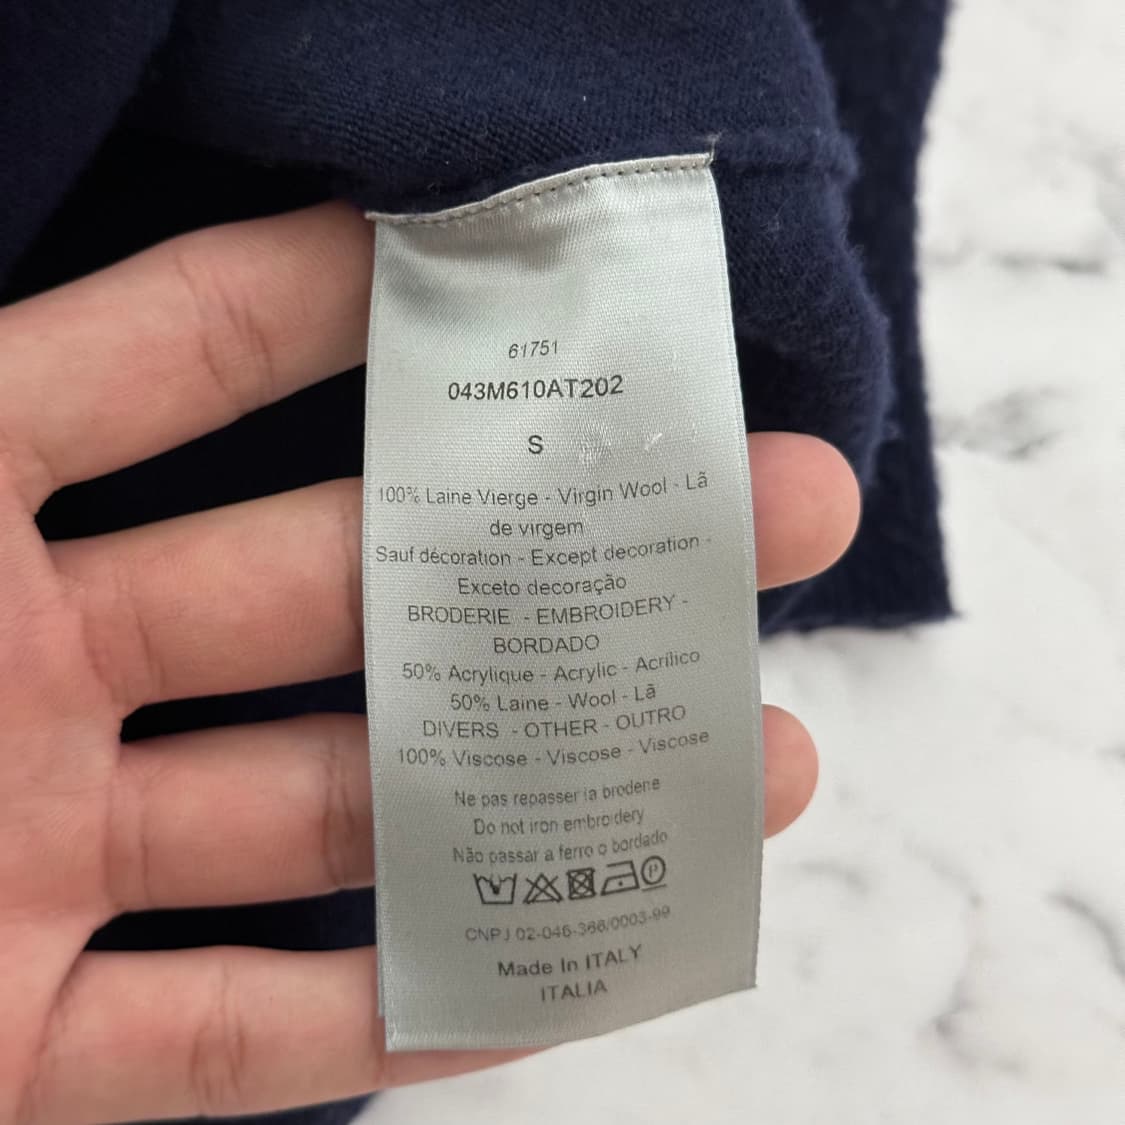 61751
043M610AT202
S
100% Laine Vierge - Virgin Wool - Lã
de virgem
Sauf décoration - Except decoration -
Exceto decoração
BRODERIE - EMBROIDERY -
BORDADO
50% Acrylique - Acrylic - Acrílico
50% Laine - Wool - Lã
DIVERS - OTHER - OUTRO
100% Viscose - Viscose - Viscose
Ne pas repasser la broderie
Do not iron embroidery
Não passar a ferro o bordado
P
CNPJ 02-046-366/0003-99
Made In ITALY
ITALIA